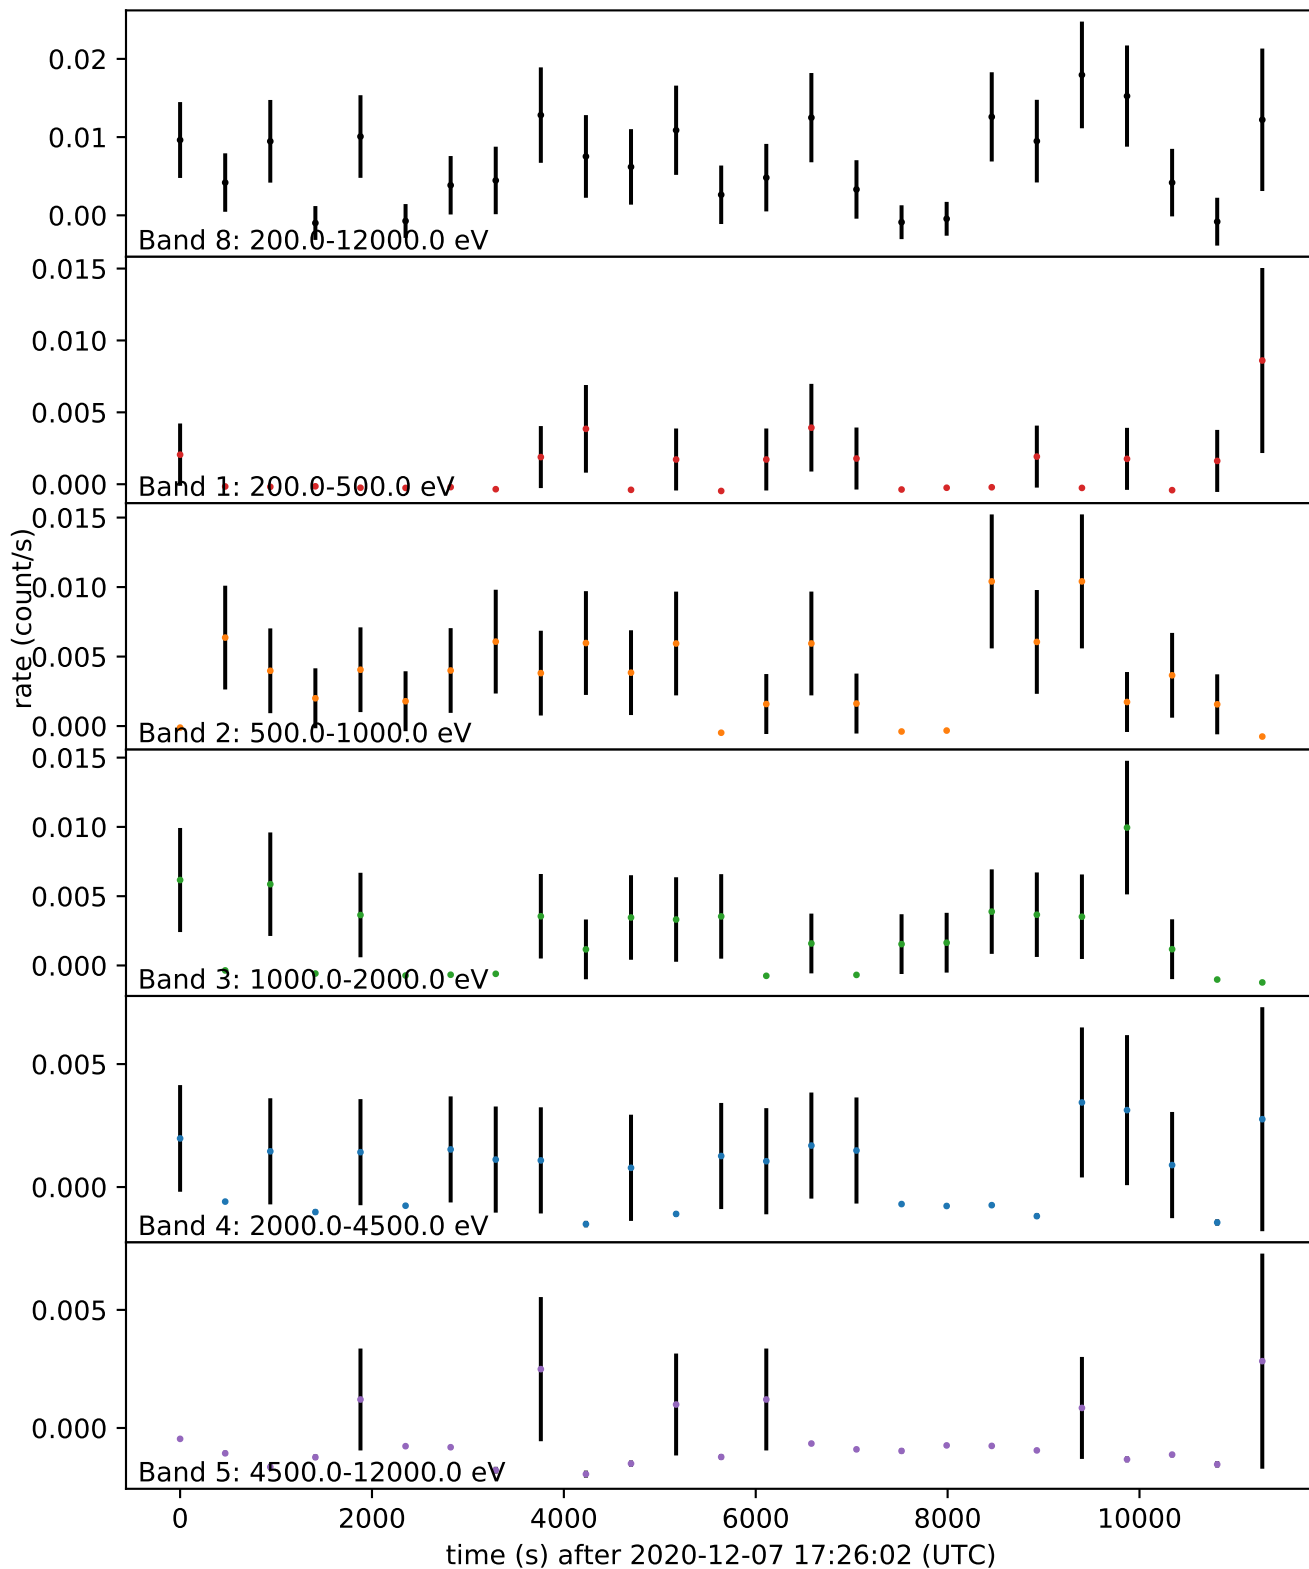 0.02
0.01
0.00
Band 8: 200.0-12000.0 eV
0.015
0.010
0.005
0.000
Band 1: 200.0-500.0 eV
rate (count/s)
0.015
0.010
0.005
0.000
Band 2: 500.0-1000.0 eV
0.015
0.010
0.005
0.000
Band 3: 1000.0-2000.0 eV
0.005
0.000
Band 4: 2000.0-4500.0 eV
0.005
0.000
Band 5: 4500.0-12000.0 eV
0 2000 4000 6000 8000 10000
time (s) after 2020-12-07 17:26:02 (UTC)